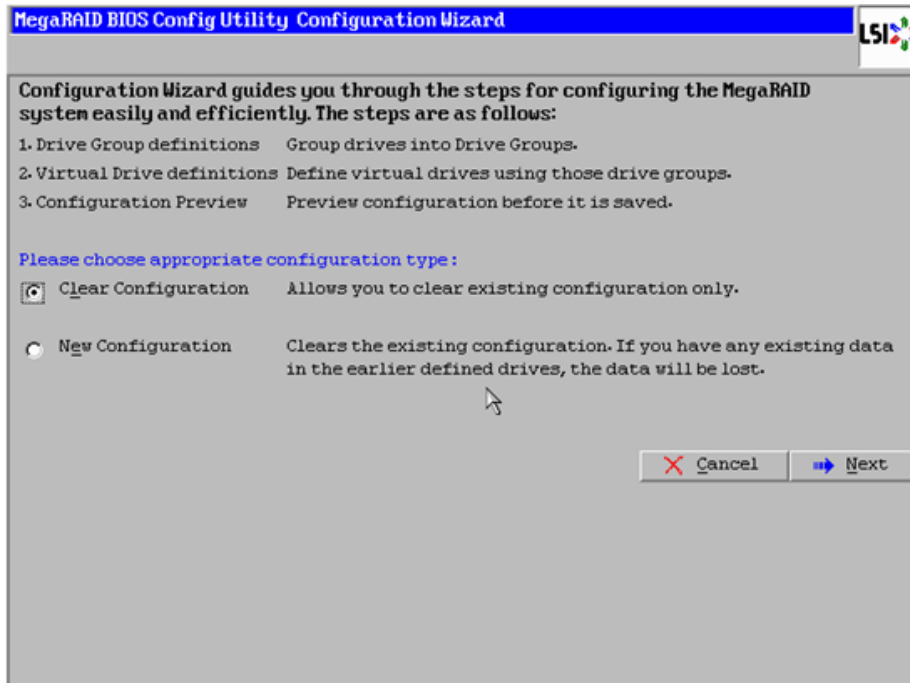 MegaRAID BIOS Config Utility Configuration Wizard
LSI
Configuration Wizard guides you through the steps for configuring the MegaRAID
system easily and efficiently. The steps are as follows:
1. Drive Group definitions Group drives into Drive Groups.
2. Virtual Drive definitions Define virtual drives using those drive groups.
3. Configuration Preview Preview configuration before it is saved.
Please choose appropriate configuration type:
Clear Configuration Allows you to clear existing configuration only.
New Configuration Clears the existing configuration. If you have any existing data
in the earlier defined drives, the data will be lost.
Cancel Next